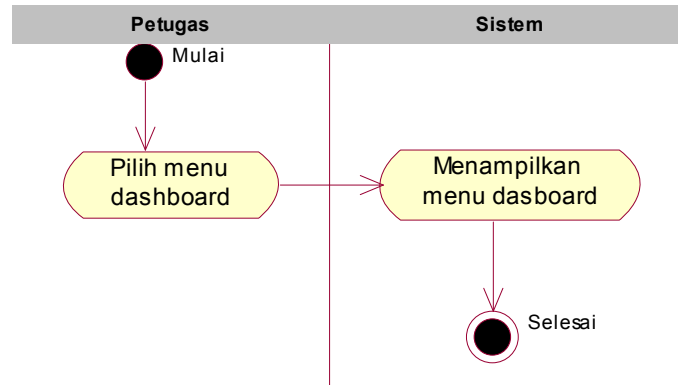 Petugas
Sistem
Mulai
Pilih menu
dashboard
Menampilkan
menu dasboard
Selesai